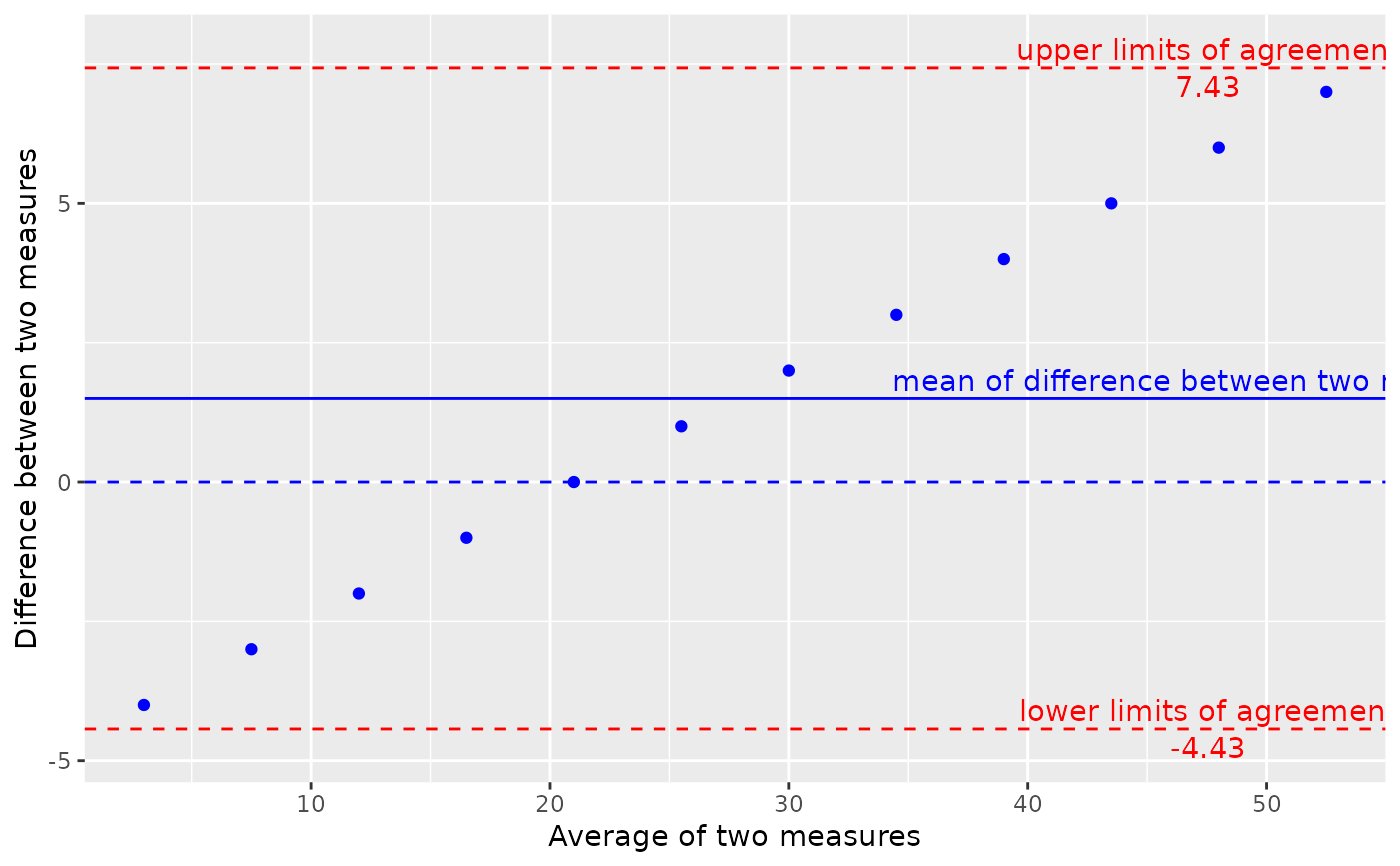 upper limits of agreemen
7.43
mean of difference between two
lower limits of agreemen
-4.43
5
0
-5
10
20
30
40
50
Average of two measures
Difference between two measures